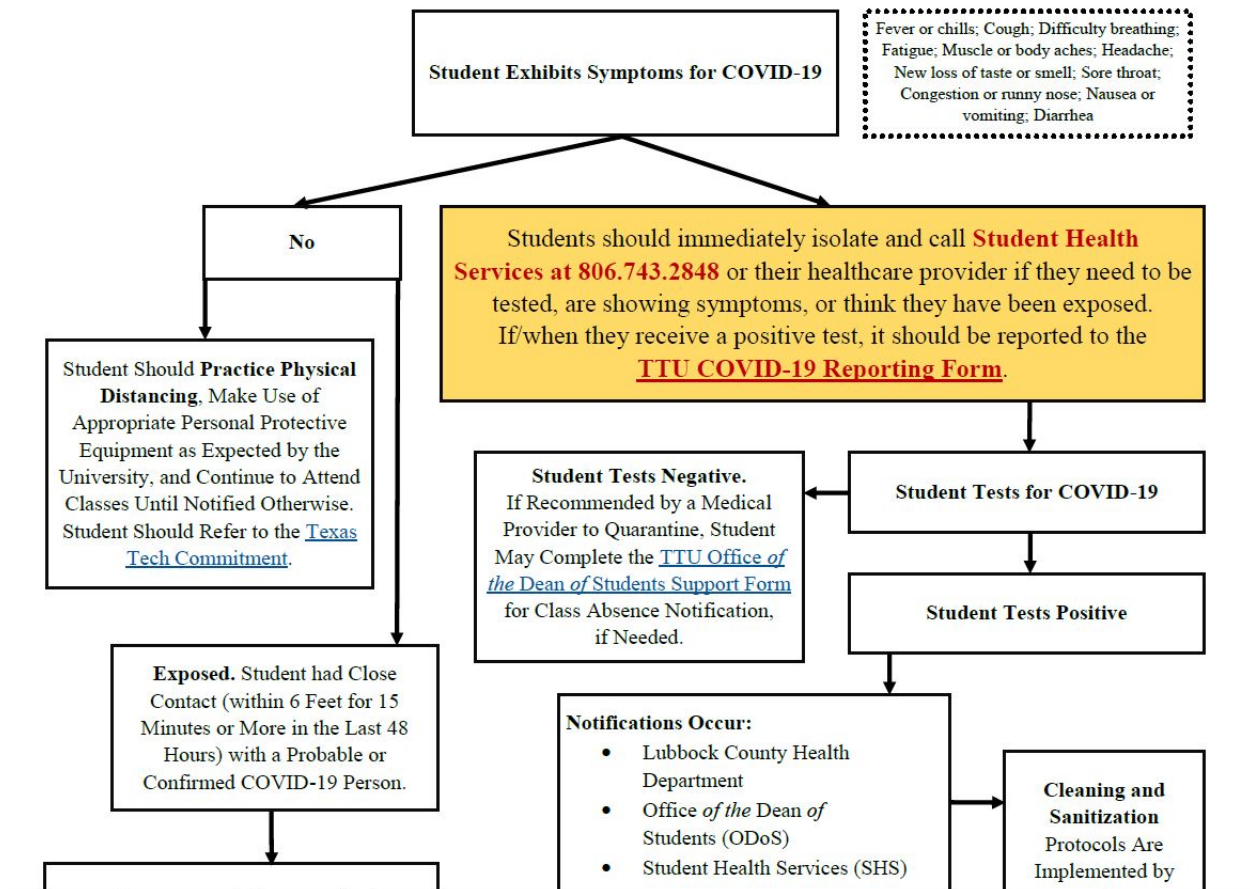 Student Exhibits Symptoms for COVID-19
Fever or chills; Cough; Difficulty breathing;
Fatigue; Muscle or body aches; Headache;
New loss of taste or smell; Sore throat;
Congestion or runny nose; Nausea or
vomiting; Diarrhea
No
Students should immediately isolate and call Student Health
Services at 806.743.2848 or their healthcare provider if they need to be
tested, are showing symptoms, or think they have been exposed.
If/when they receive a positive test, it should be reported to the
TTU COVID-19 Reporting Form.
Student Should Practice Physical
Distancing, Make Use of
Appropriate Personal Protective
Equipment as Expected by the
University, and Continue to Attend
Classes Until Notified Otherwise.
Student Should Refer to the Texas
Tech Commitment.
Student Tests Negative.
If Recommended by a Medical
Provider to Quarantine, Student
May Complete the TTU Office of
the Dean of Students Support Form
for Class Absence Notification,
if Needed.
Student Tests for COVID-19
Student Tests Positive
Exposed. Student had Close
Contact (within 6 Feet for 15
Minutes or More in the Last 48
Hours) with a Probable or
Confirmed COVID-19 Person.
Notifications Occur:
• Lubbock County Health
Department
• Office of the Dean of
Students (ODoS)
• Student Health Services (SHS)
Cleaning and
Sanitization
Protocols Are
Implemented by